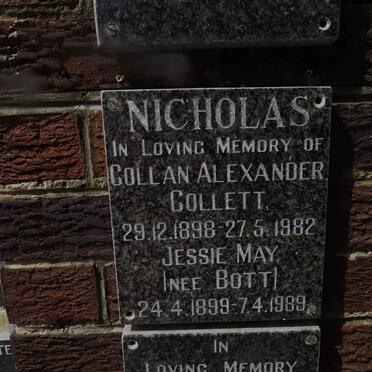 NICHOLAS
IN LOVING MEMORY OF
COLLAN ALEXANDER
COLLETT.
29.12.1898-27.5.1982
JESSIE MAY
(NEE BOTT)
24.4.1899-7.4.1989
IN
LOVING MEMORY